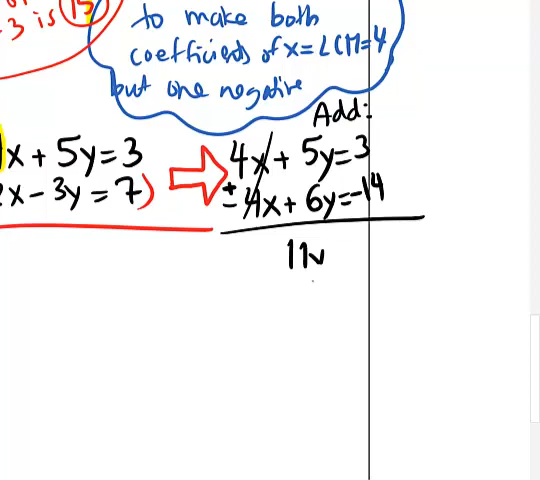 3 is 15
to make both
coefficients of x = LCM = 4
but one negative
Add:
x + 5y = 3
4x + 5y = 3
x - 3y = 7)
+ - 4x + 6y = -14
11y